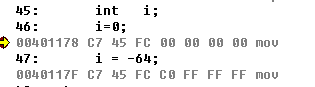 45: int i;
46: i=0;
00401178 C7 45 FC 00 00 00 00 mov
47: i = -64;
0040117F C7 45 FC C0 FF FF FF mov